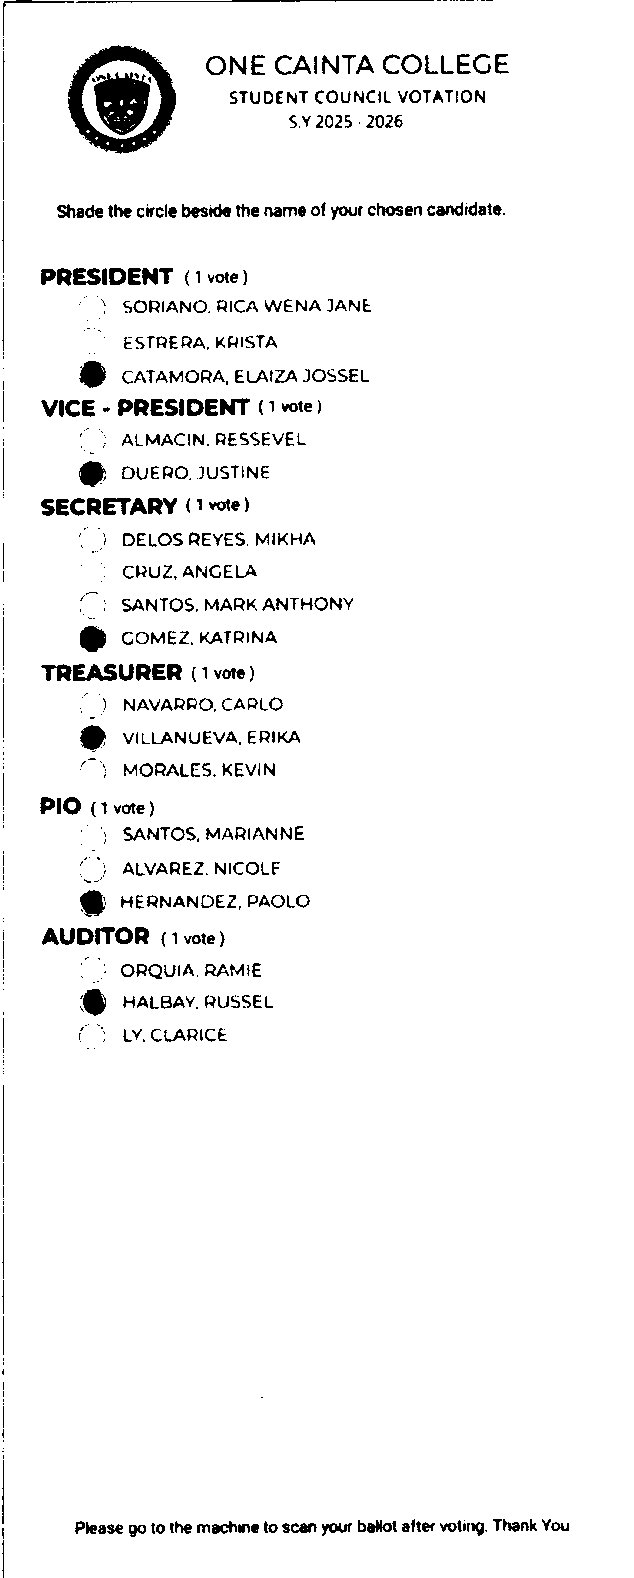 ONE CAINTA
ONE CAINTA COLLEGE
STUDENT COUNCIL VOTATION
S.Y 2025 - 2026
Shade the circle beside the name of your chosen candidate.
PRESIDENT ( 1 vote )
SORIANO, RICA WENA JANE
ESTRERA, KRISTA
CATAMORA, ELAIZA JOSSEL
VICE - PRESIDENT ( 1 vote )
ALMACIN, RESSEVEL
DUERO, JUSTINE
SECRETARY ( 1 vote )
DELOS REYES, MIKHA
CRUZ, ANGELA
SANTOS, MARK ANTHONY
GOMEZ, KATRINA
TREASURER ( 1 vote )
NAVARRO, CARLO
VILLANUEVA, ERIKA
MORALES, KEVIN
PIO ( 1 vote )
SANTOS, MARIANNE
ALVAREZ, NICOLE
HERNANDEZ, PAOLO
AUDITOR ( 1 vote )
ORQUIA, RAMIE
HALBAY, RUSSEL
LY, CLARICE
Please go to the machine to scan your ballot after voting. Thank You